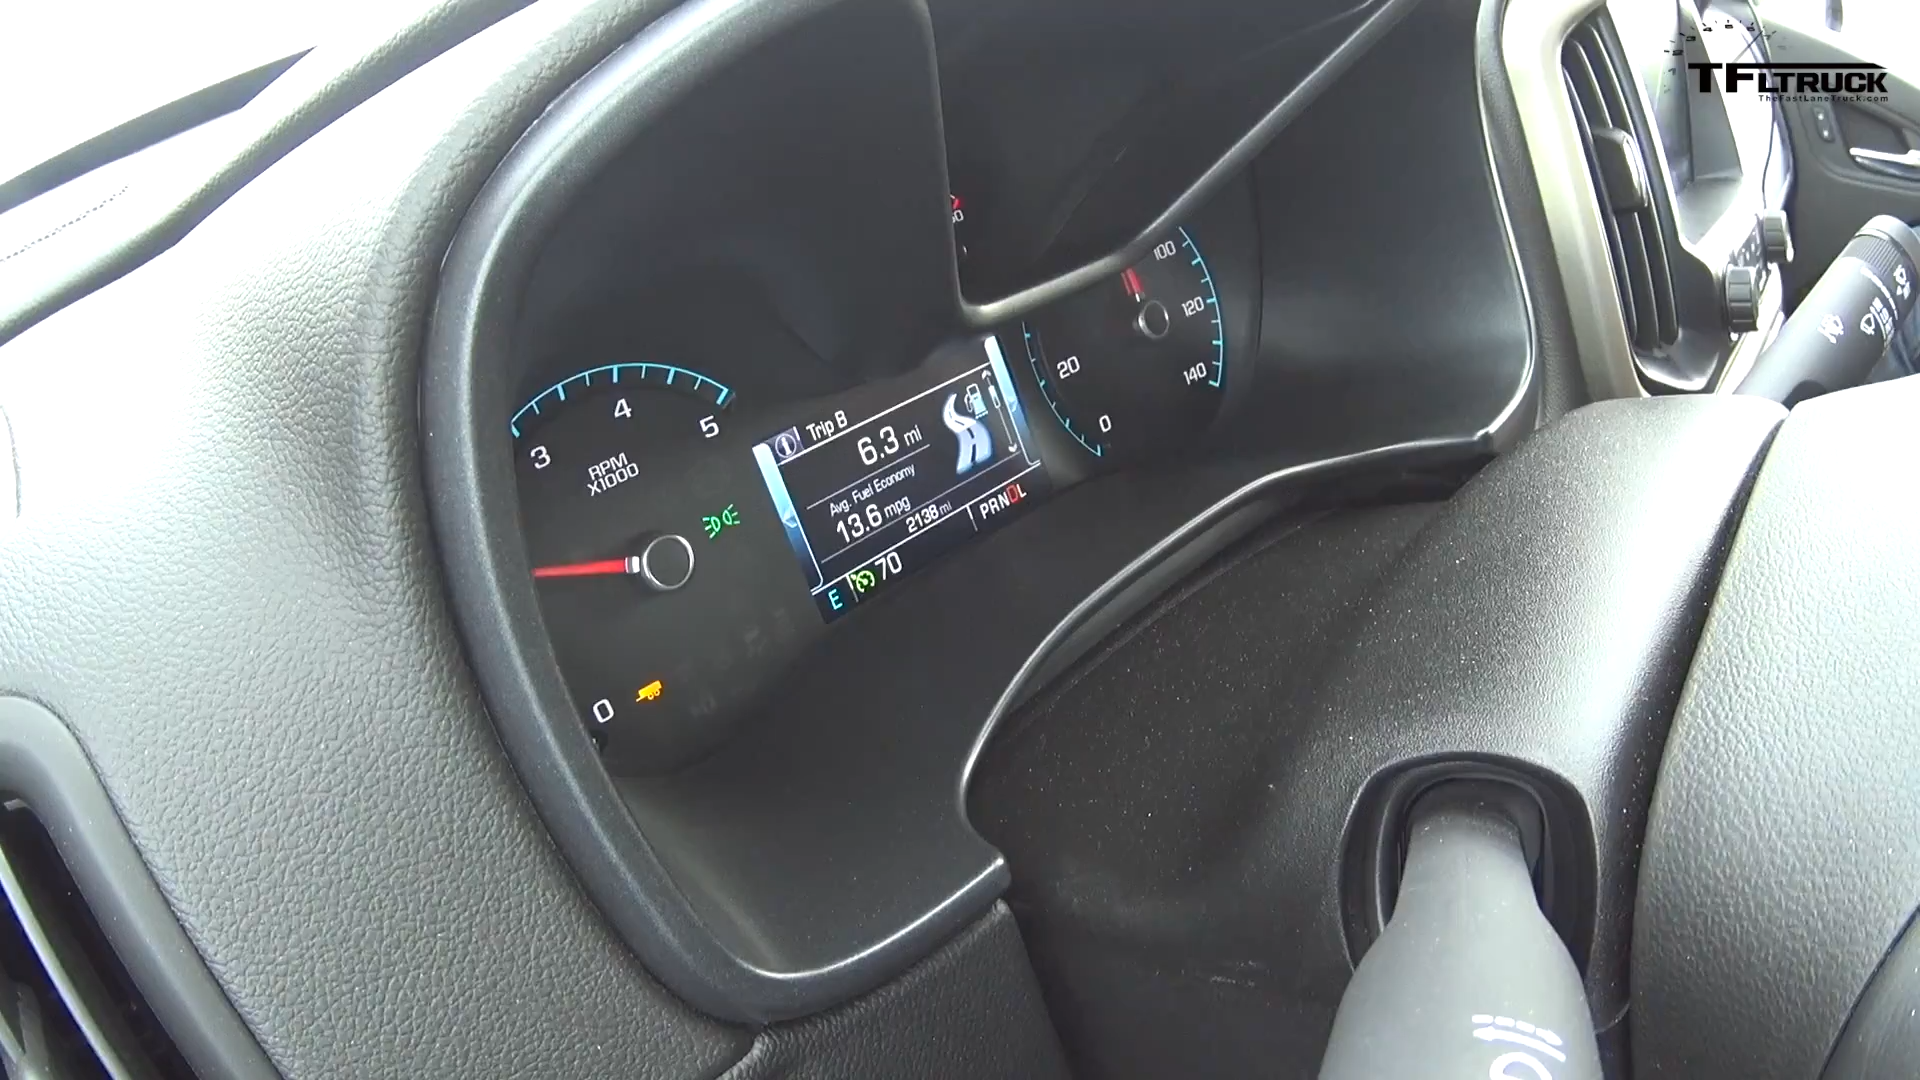 TFLTRUCK
TheFastLaneTruck.com
3
4
5
RPM
X1000
0
Trip B
6.3 mi
Avg. Fuel Economy
13.6 mpg
2138 mi
PRNDL
E
70
0
20
100
120
140